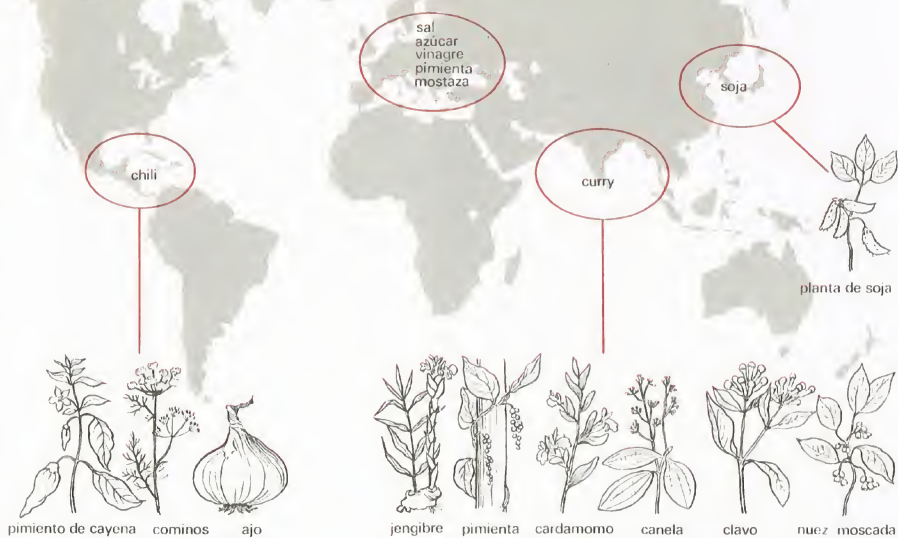 sal
azúcar
vinagre
pimienta
mostaza
soja
chili
curry
planta de soja
pimiento de cayena
cominos
ajo
jengibre
pimienta
cardamomo
canela
clavo
nuez moscada